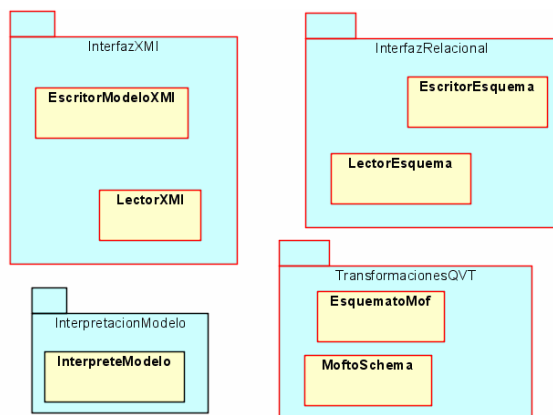 InterfazXMI
EscritorModeloXMI
LectorXMI
InterfazRelacional
EscritorEsquema
LectorEsquema
InterpretacionModelo
InterpreteModelo
TransformacionesQVT
EsquematoMof
MoftoSchema